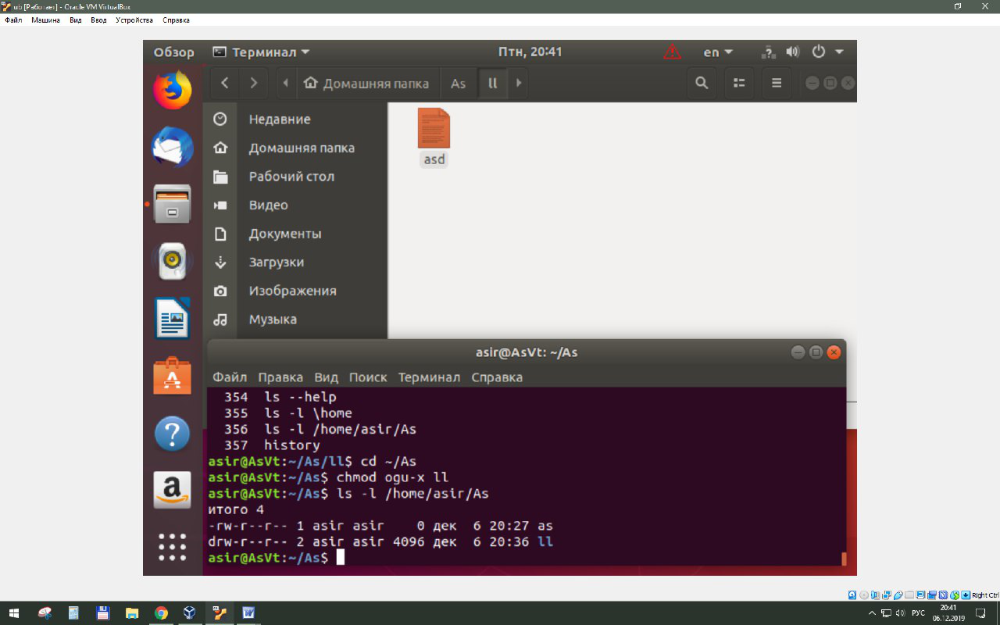 ub [Работает] - Oracle VM VirtualBox
Файл Машина Вид Ввод Устройства Справка
Обзор Терминал Птн, 20:41 en
Домашняя папка As ll
Недавние
Домашняя папка
Рабочий стол
Видео
Документы
Загрузки
Изображения
Музыка
asd
asir@AsVt: ~/As
Файл Правка Вид Поиск Терминал Справка
354 ls --help
355 ls -l \home
356 ls -l /home/asir/As
357 history
asir@AsVt:~/As/ll$ cd ~/As
asir@AsVt:~/As$ chmod ogu-x ll
asir@AsVt:~/As$ ls -l /home/asir/As
итого 4
-rw-r--r-- 1 asir asir 0 дек 6 20:27 as
drw-r--r-- 2 asir asir 4096 дек 6 20:36 ll
asir@AsVt:~/As$
Right Ctrl
РУС
20:41
06.12.2019